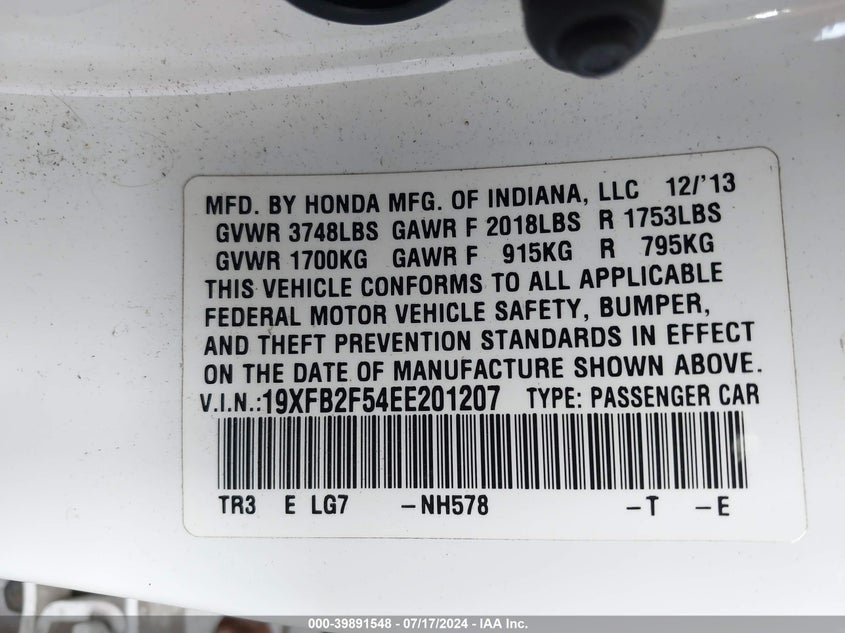 MFD. BY HONDA MFG. OF INDIANA, LLC 12/'13
GVWR 3748LBS GAWR F 2018LBS R 1753LBS
GVWR 1700KG GAWR F 915KG R 795KG
THIS VEHICLE CONFORMS TO ALL APPLICABLE
FEDERAL MOTOR VEHICLE SAFETY, BUMPER,
AND THEFT PREVENTION STANDARDS IN EFFECT
ON THE DATE OF MANUFACTURE SHOWN ABOVE.
V.I.N.:19XFB2F54EE201207 TYPE: PASSENGER CAR
TR3 E LG7 -NH578 -T -E
000-39891548 - 07/17/2024 - IAA Inc.